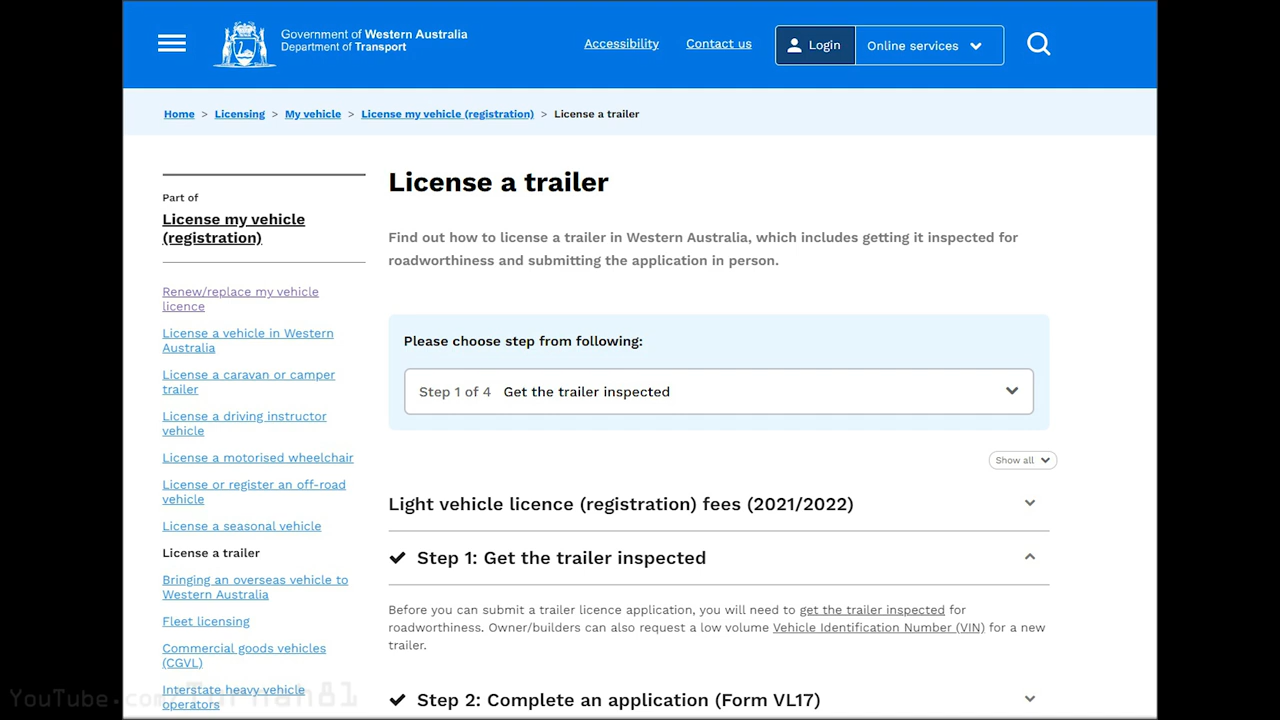 Government of Western Australia
Department of Transport
Accessibility
Contact us
Login
Online services
Home > Licensing > My vehicle > License my vehicle (registration) > License a trailer
Part of
License my vehicle
(registration)
Renew/replace my vehicle
licence
License a vehicle in Western
Australia
License a caravan or camper
trailer
License a driving instructor
vehicle
License a motorised wheelchair
License or register an off-road
vehicle
License a seasonal vehicle
License a trailer
Bringing an overseas vehicle to
Western Australia
Fleet licensing
Commercial goods vehicles
(CGVL)
Interstate heavy vehicle
operators
License a trailer
Find out how to license a trailer in Western Australia, which includes getting it inspected for
roadworthiness and submitting the application in person.
Please choose step from following:
Step 1 of 4 Get the trailer inspected
Show all
Light vehicle licence (registration) fees (2021/2022)
Step 1: Get the trailer inspected
Before you can submit a trailer licence application, you will need to get the trailer inspected for
roadworthiness. Owner/builders can also request a low volume Vehicle Identification Number (VIN) for a new
trailer.
Step 2: Complete an application (Form VL17)